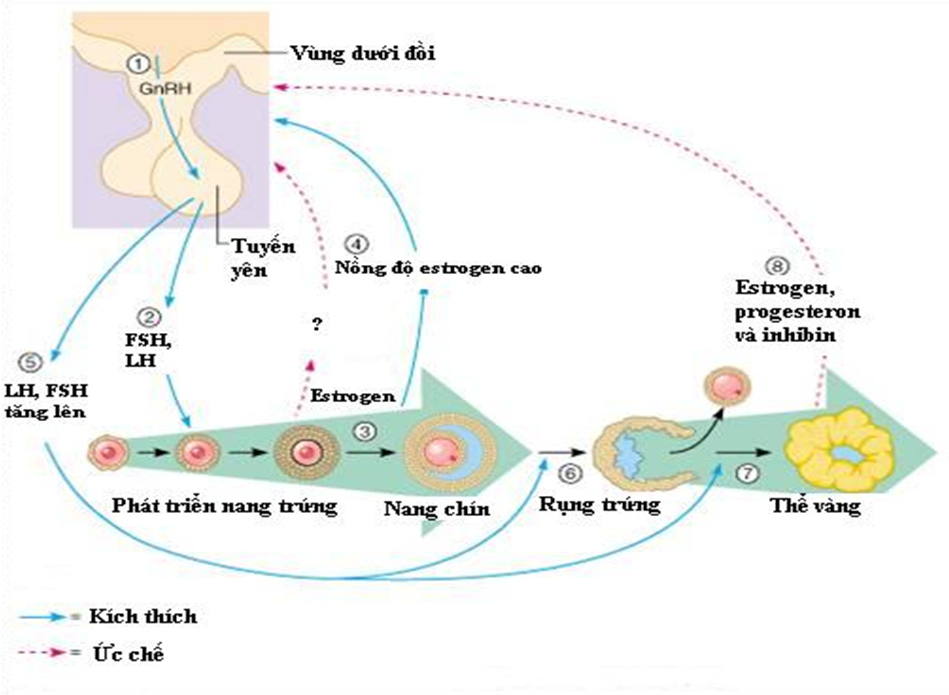 ①
GnRH
Vùng dưới đồi
Tuyến
yên
②
FSH,
LH
④
Nồng độ estrogen cao
?
⑤
LH, FSH
tăng lên
Estrogen
③
⑧
Estrogen,
progesteron
và inhibin
⑥
⑦
Phát triển nang trứng
Nang chín
Rụng trứng
Thể vàng
= Kích thích
= Ức chế